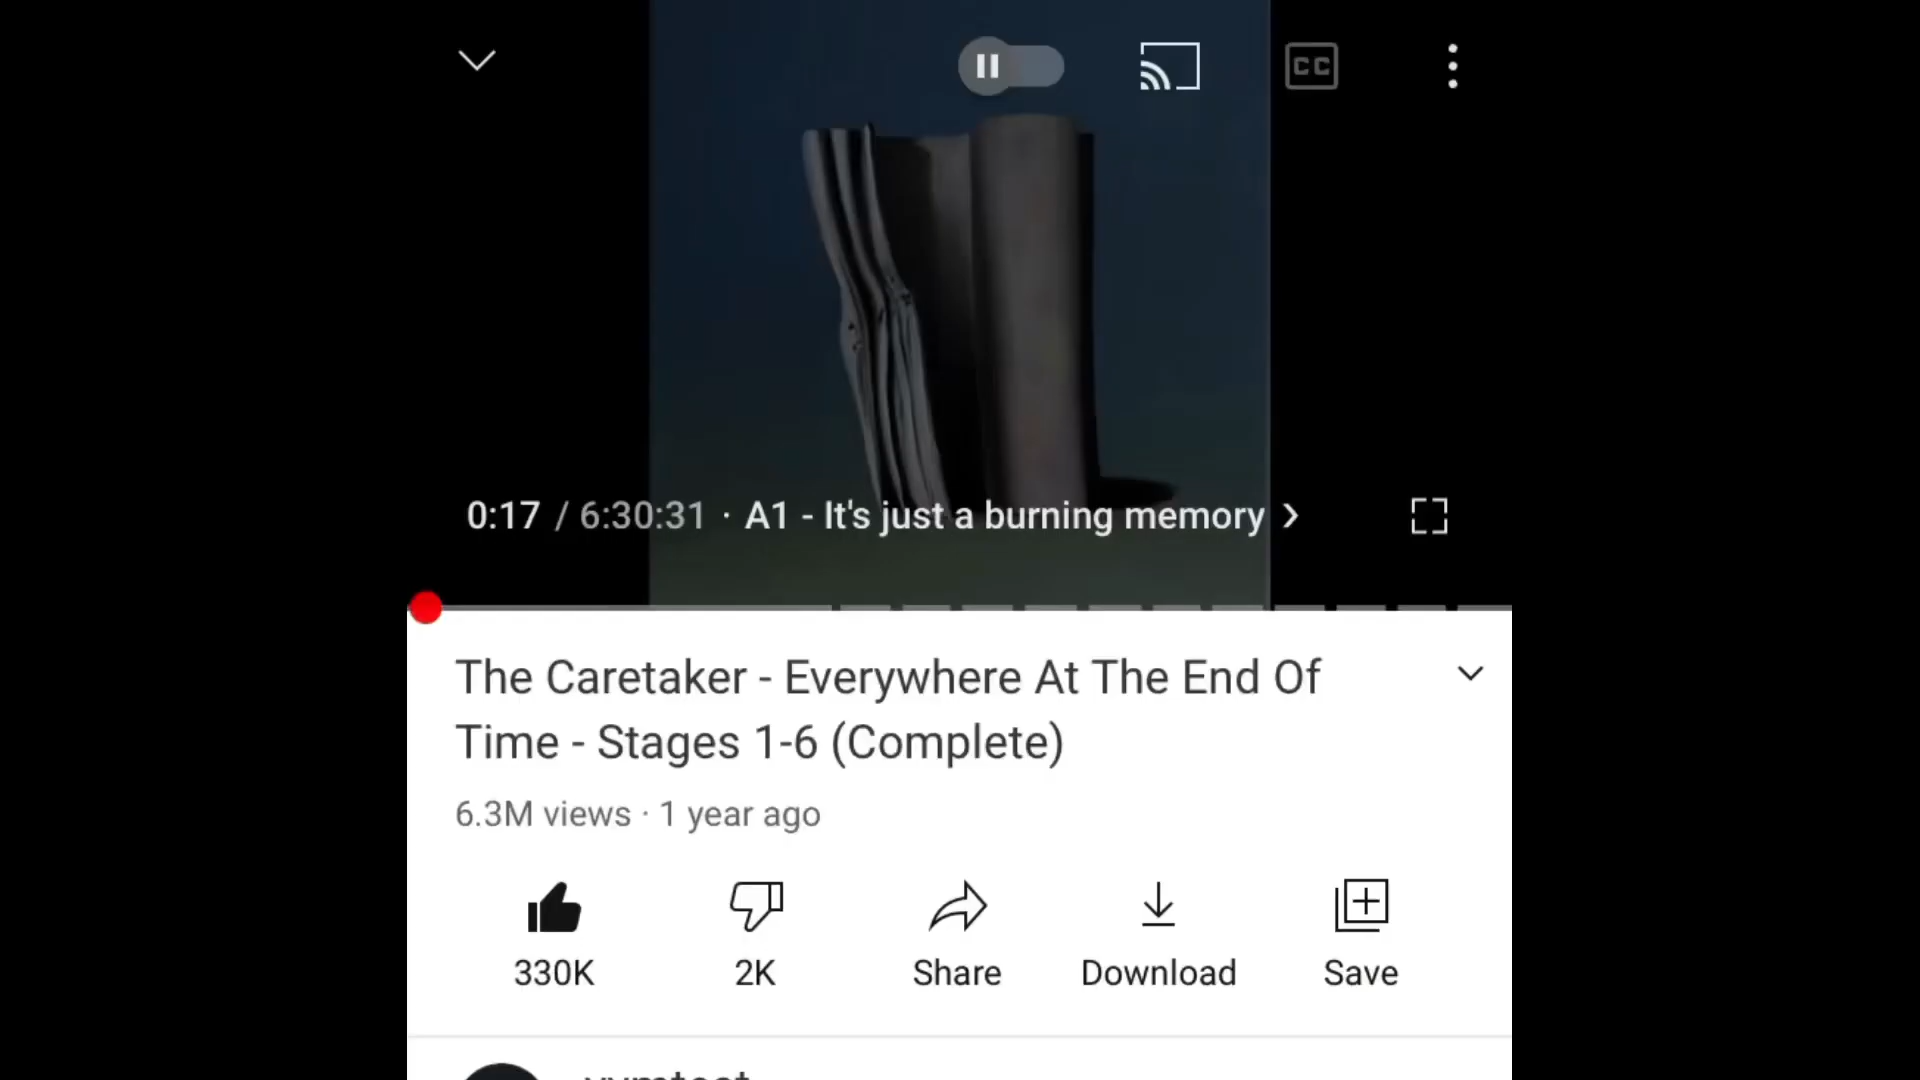 CC
0:17 / 6:30:31 · A1 - It's just a burning memory
The Caretaker - Everywhere At The End Of
Time - Stages 1-6 (Complete)
6.3M views · 1 year ago
330K
2K
Share
Download
Save